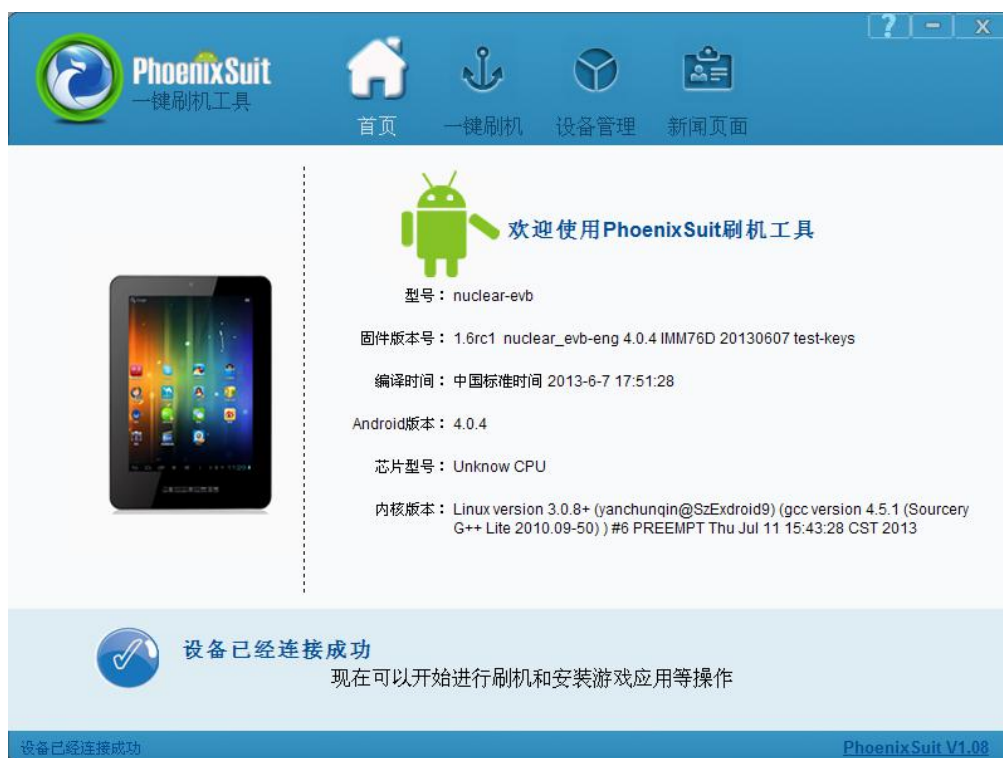 ? - x
PhoenixSuit
一键刷机工具
首页 一键刷机 设备管理 新闻页面
欢迎使用PhoenixSuit刷机工具
型号： nuclear-evb
固件版本号： 1.6rc1 nuclear_evb-eng 4.0.4 IMM76D 20130607 test-keys
编译时间： 中国标准时间 2013-6-7 17:51:28
Android版本： 4.0.4
芯片型号： Unknow CPU
内核版本： Linux version 3.0.8+ (yanchunqin@SzExdroid9) (gcc version 4.5.1 (Sourcery
G++ Lite 2010.09-50) ) #6 PREEMPT Thu Jul 11 15:43:28 CST 2013
设备已经连接成功
现在可以开始进行刷机和安装游戏应用等操作
设备已经连接成功 PhoenixSuit V1.08